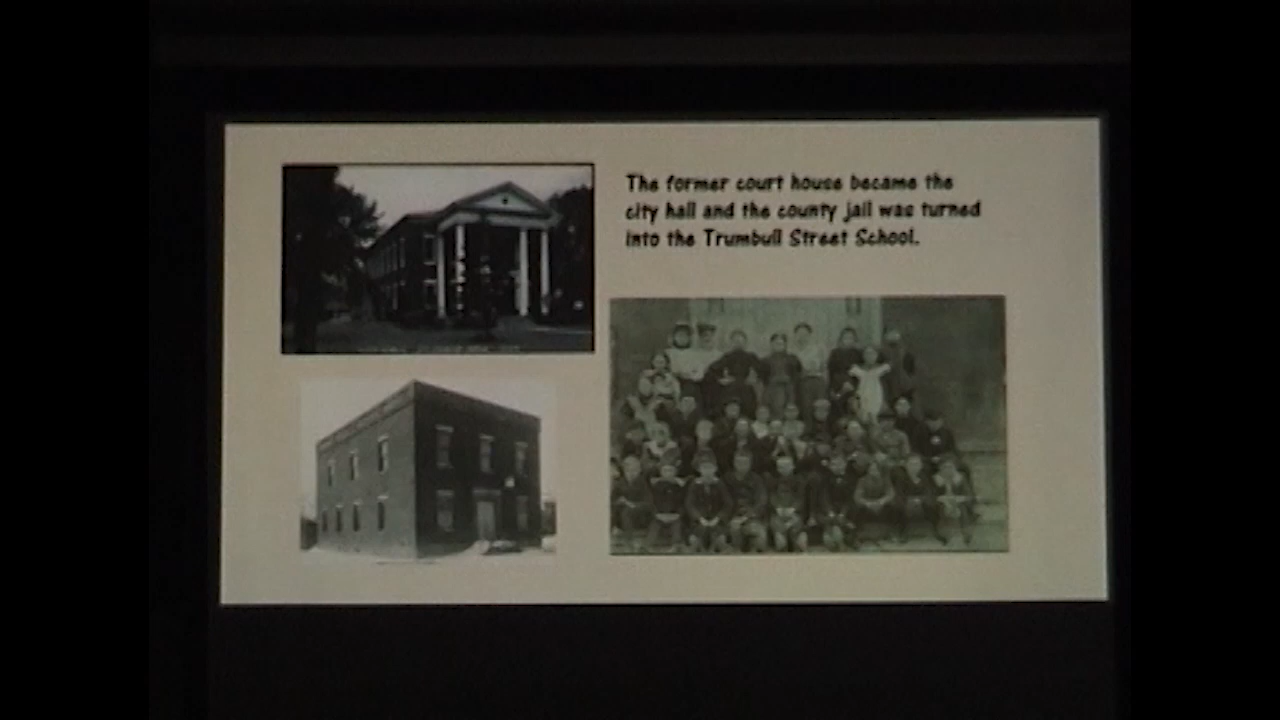 The former court house became the
city hall and the county jail was turned
into the Trumbull Street School.